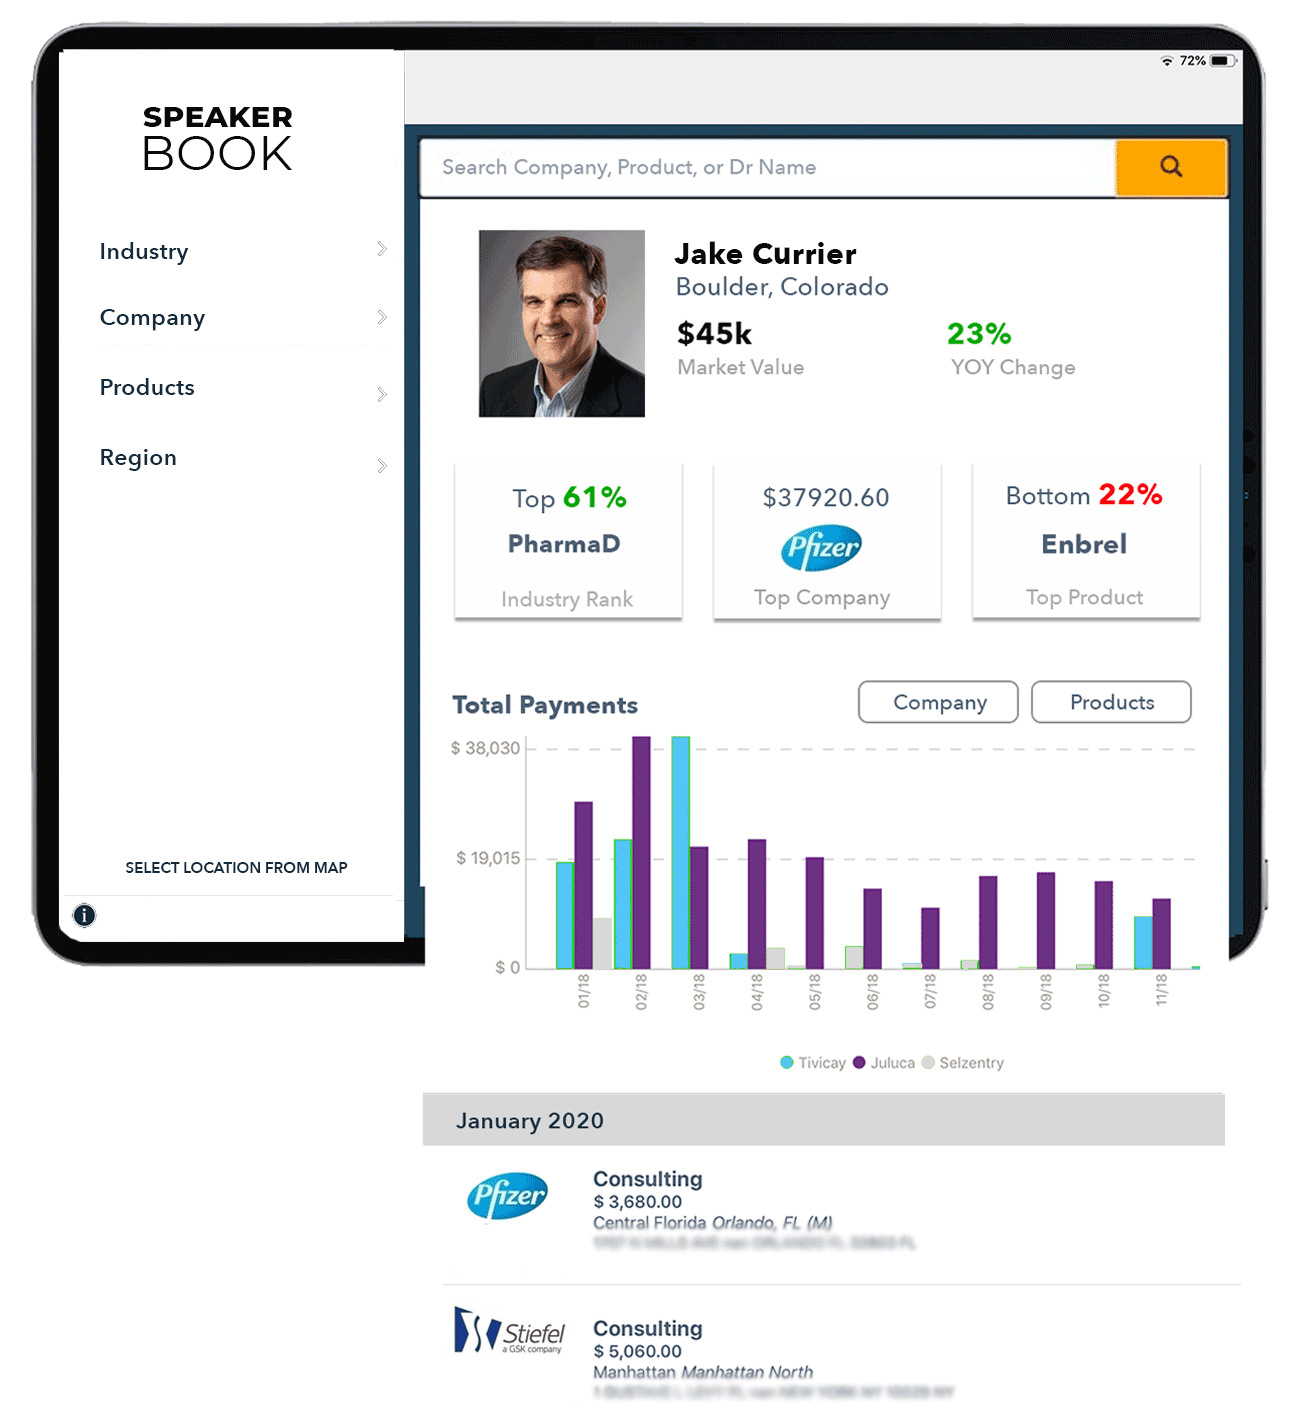 72%
SPEAKER
BOOK
Industry
Company
Products
Region
SELECT LOCATION FROM MAP
i
Search Company, Product, or Dr Name
Jake Currier
Boulder, Colorado
$45k
Market Value
23%
YOY Change
Top 61%
PharmaD
Industry Rank
$37920.60
Pfizer
Top Company
Bottom 22%
Enbrel
Top Product
Total Payments
Company
Products
$ 38,030
$ 19,015
$ 0
01/18
02/18
03/18
04/18
05/18
06/18
07/18
08/18
09/18
10/18
11/18
Tivicay Juluca Selzentry
January 2020
Pfizer
Consulting
$ 3,680.00
Central Florida Orlando, FL (M)
Stiefel
a GSK company
Consulting
$ 5,060.00
Manhattan Manhattan North